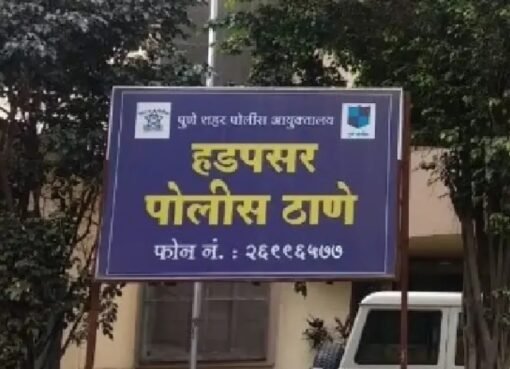 पुणे शहर पोलीस आयुक्यालय
हडपसर
पोलीस ठाणे
फोन नं. : २६९९६५७७